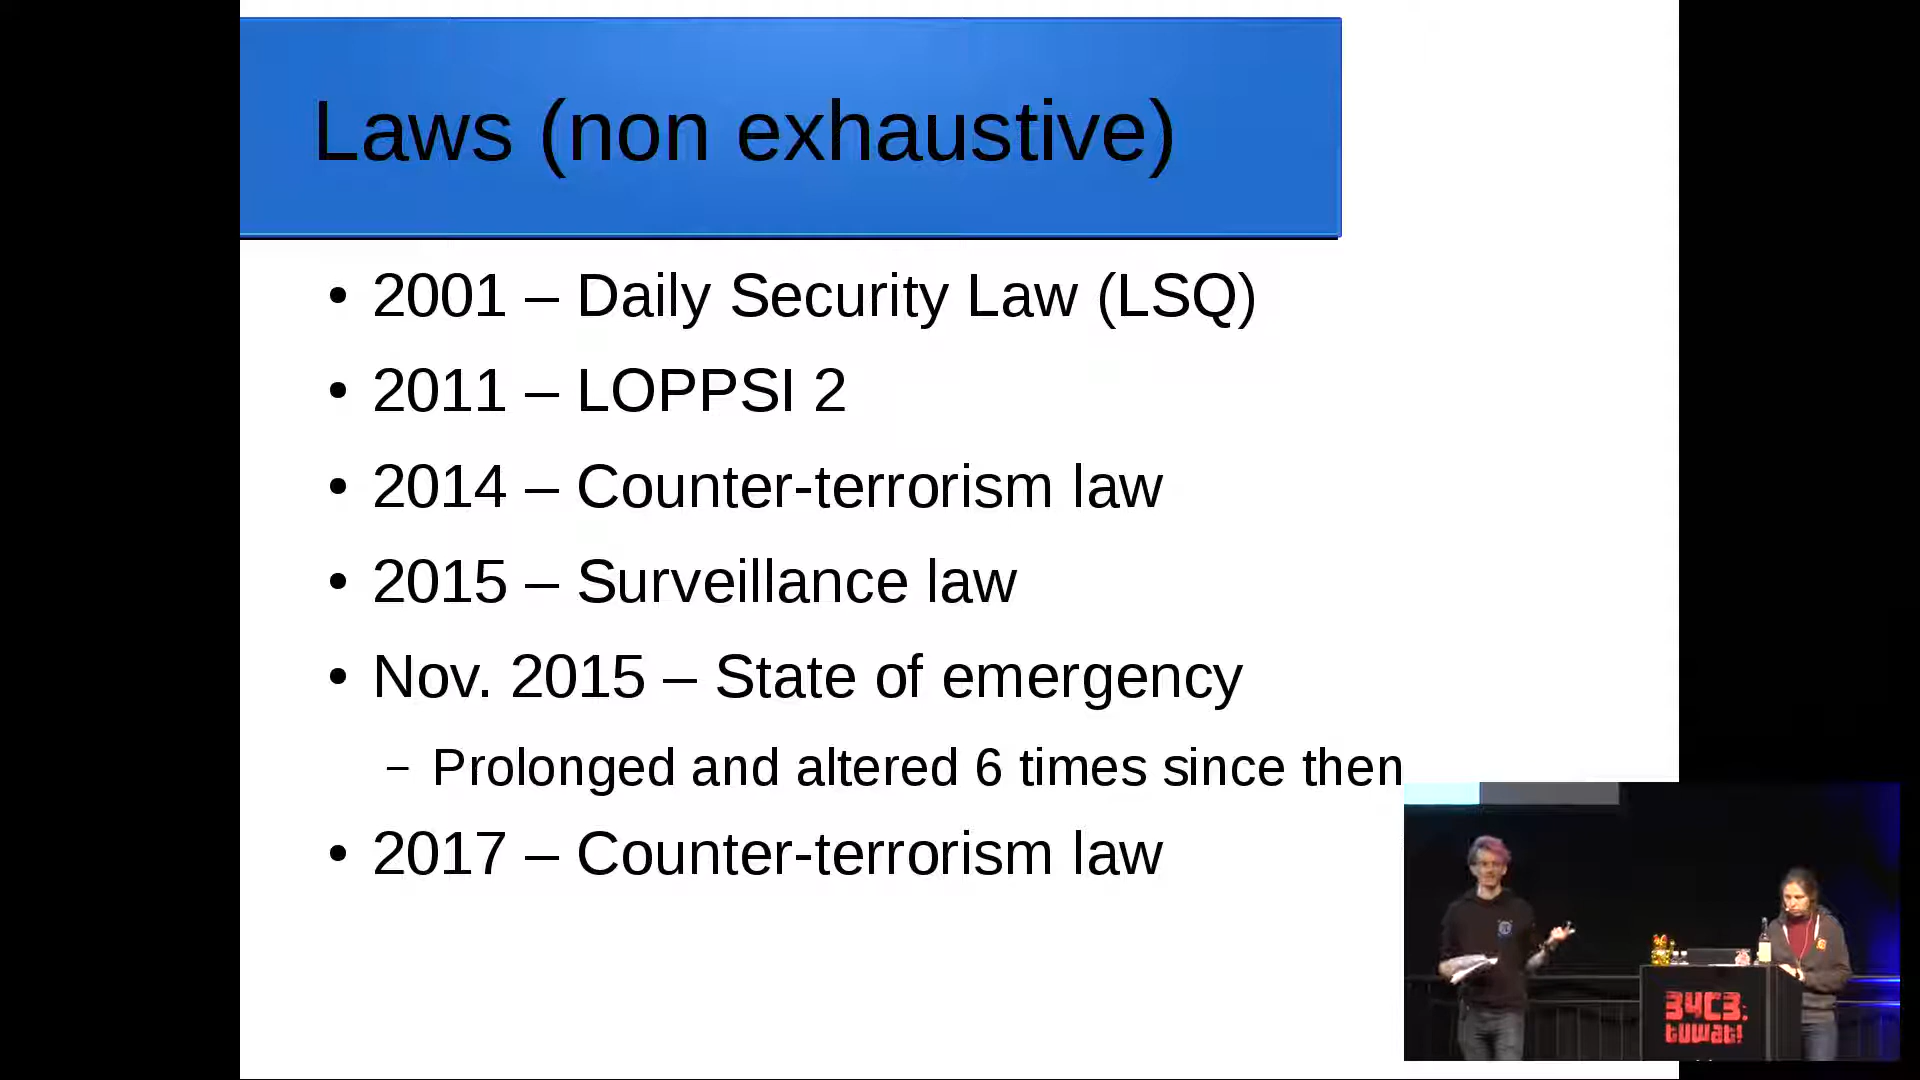 Laws (non exhaustive)
• 2001 – Daily Security Law (LSQ)
• 2011 – LOPPSI 2
• 2014 – Counter-terrorism law
• 2015 – Surveillance law
• Nov. 2015 – State of emergency
– Prolonged and altered 6 times since then
• 2017 – Counter-terrorism law
34C3:
tuwat!